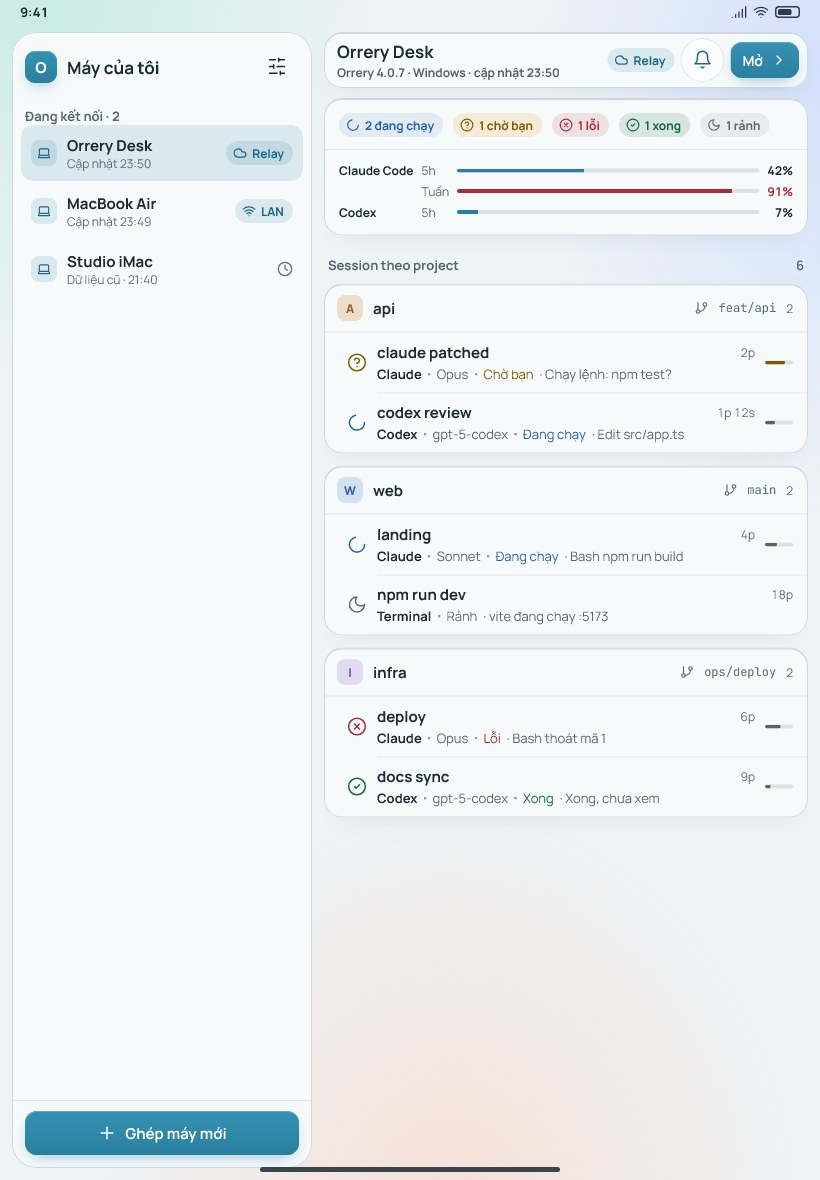 9:41
O Máy của tôi
Đang kết nối · 2
Orrery Desk
Cập nhật 23:50
Relay
MacBook Air
Cập nhật 23:49
LAN
Studio iMac
Dữ liệu cũ · 21:40
Ghép máy mới
Orrery Desk
Orrery 4.0.7 · Windows · cập nhật 23:50
Relay
Mở
2 đang chạy
1 chờ bạn
1 lỗi
1 xong
1 rảnh
Claude Code 5h 42%
Tuần 91%
Codex 5h 7%
Session theo project 6
A api feat/api 2
claude patched 2p
Claude · Opus · Chờ bạn · Chạy lệnh: npm test?
codex review 1p 12s
Codex · gpt-5-codex · Đang chạy · Edit src/app.ts
W web main 2
landing 4p
Claude · Sonnet · Đang chạy · Bash npm run build
npm run dev 18p
Terminal · Rảnh · vite đang chạy :5173
I infra ops/deploy 2
deploy 6p
Claude · Opus · Lỗi · Bash thoát mã 1
docs sync 9p
Codex · gpt-5-codex · Xong · Xong, chưa xem